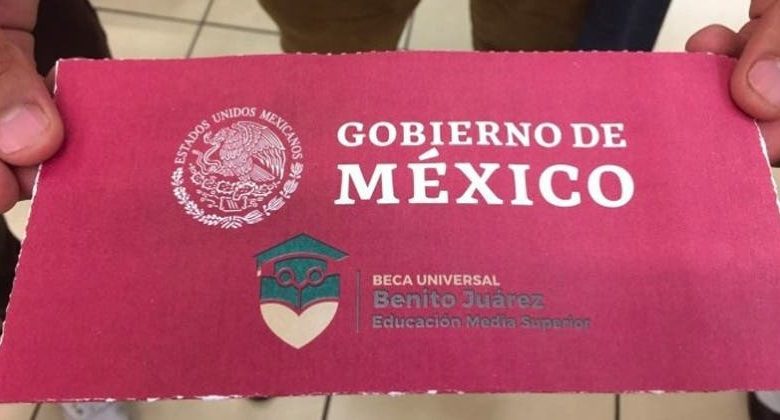 ESTADOS UNIDOS MEXICANOS
GOBIERNO DE
MÉXICO
BECA UNIVERSAL
Benito Juárez
Educación Media Superior